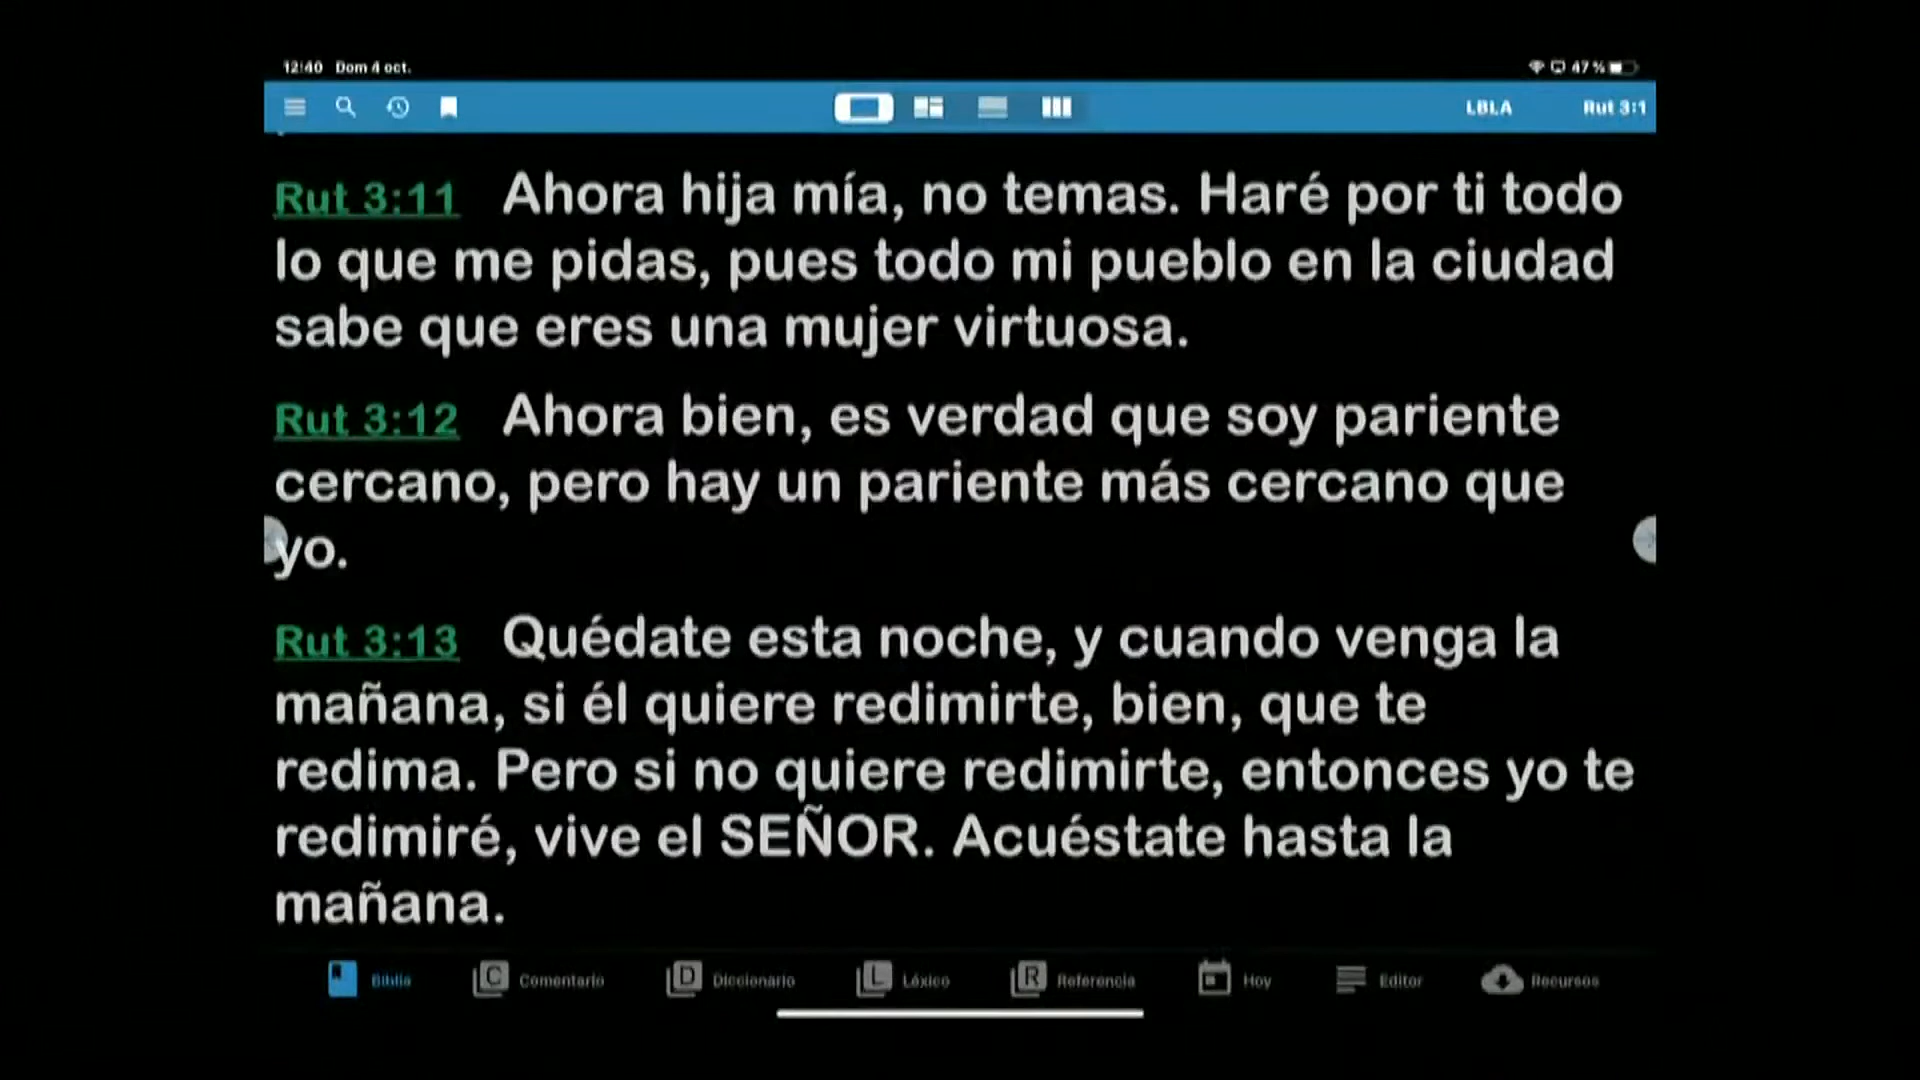 12:40 Dom 4 oct. 47 %
LBLA Rut 3:1
Rut 3:11 Ahora hija mía, no temas. Haré por ti todo
lo que me pidas, pues todo mi pueblo en la ciudad
sabe que eres una mujer virtuosa.
Rut 3:12 Ahora bien, es verdad que soy pariente
cercano, pero hay un pariente más cercano que
yo.
Rut 3:13 Quédate esta noche, y cuando venga la
mañana, si él quiere redimirte, bien, que te
redima. Pero si no quiere redimirte, entonces yo te
redimiré, vive el SEÑOR. Acuéstate hasta la
mañana.
Biblia C Comentario D Diccionario L Léxico R Referencia Hoy Editor Recursos